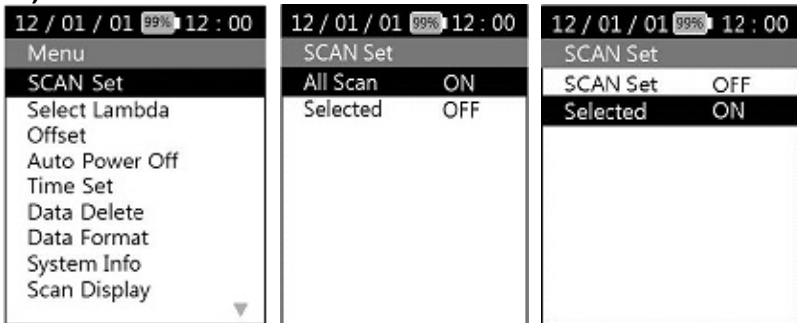 12 / 01 / 01 99% 12 : 00
Menu
SCAN Set
Select Lambda
Offset
Auto Power Off
Time Set
Data Delete
Data Format
System Info
Scan Display
12 / 01 / 01 99% 12 : 00
SCAN Set
All Scan ON
Selected OFF
12 / 01 / 01 99% 12 : 00
SCAN Set
SCAN Set OFF
Selected ON